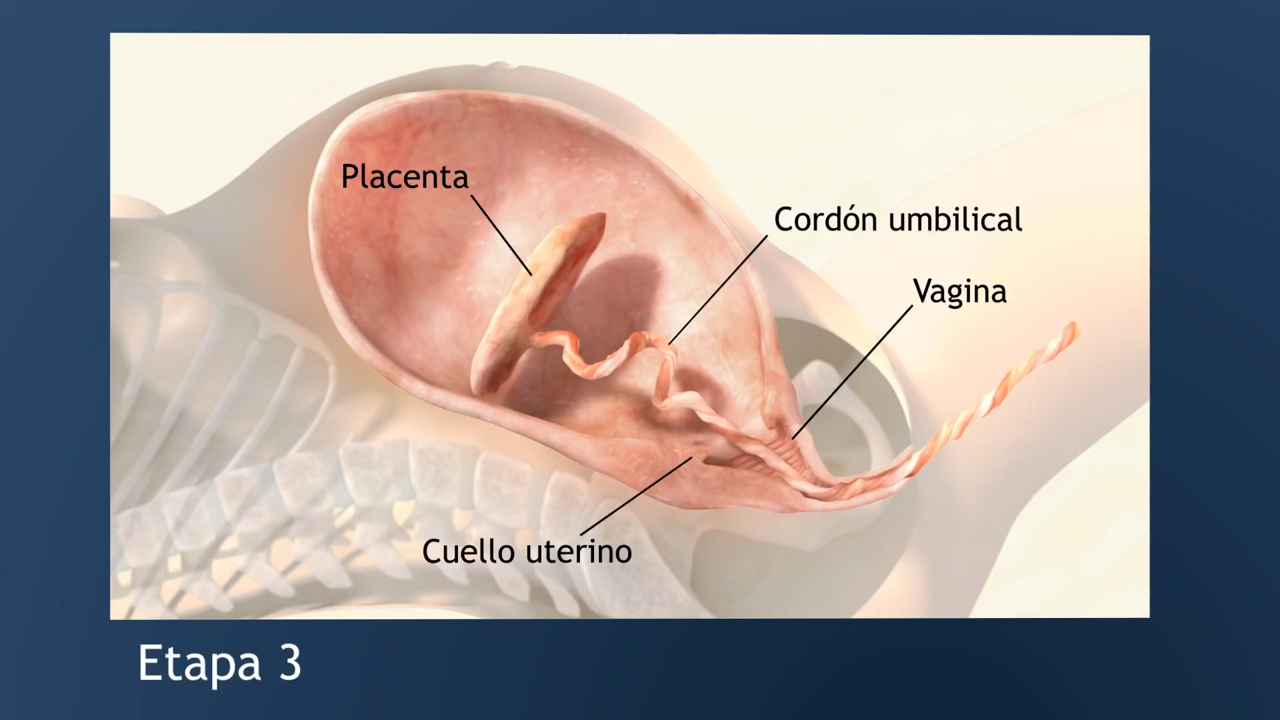 Placenta
Cordón umbilical
Vagina
Cuello uterino
Etapa 3